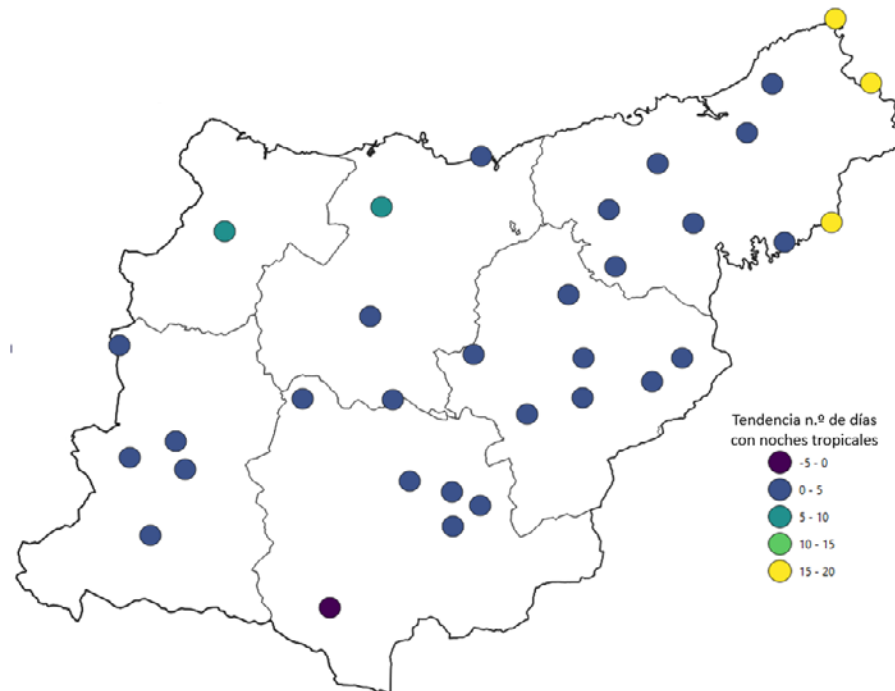 Tendencia n.º de días
con noches tropicales
-5 - 0
0 - 5
5 - 10
10 - 15
15 - 20